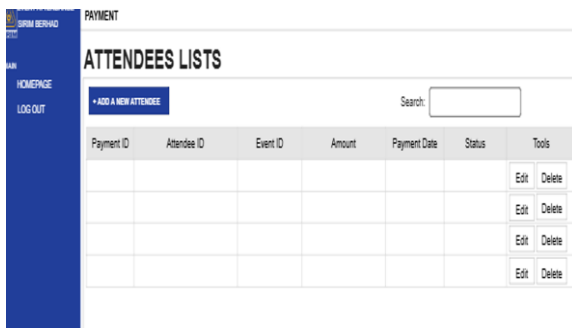 SIRIM BERHAD
MAIN
HOMEPAGE
LOG OUT
PAYMENT
ATTENDEES LISTS
+ ADD A NEW ATTENDEE
Search:
Payment ID Attendee ID Event ID Amount Payment Date Status Tools
Edit Delete
Edit Delete
Edit Delete
Edit Delete